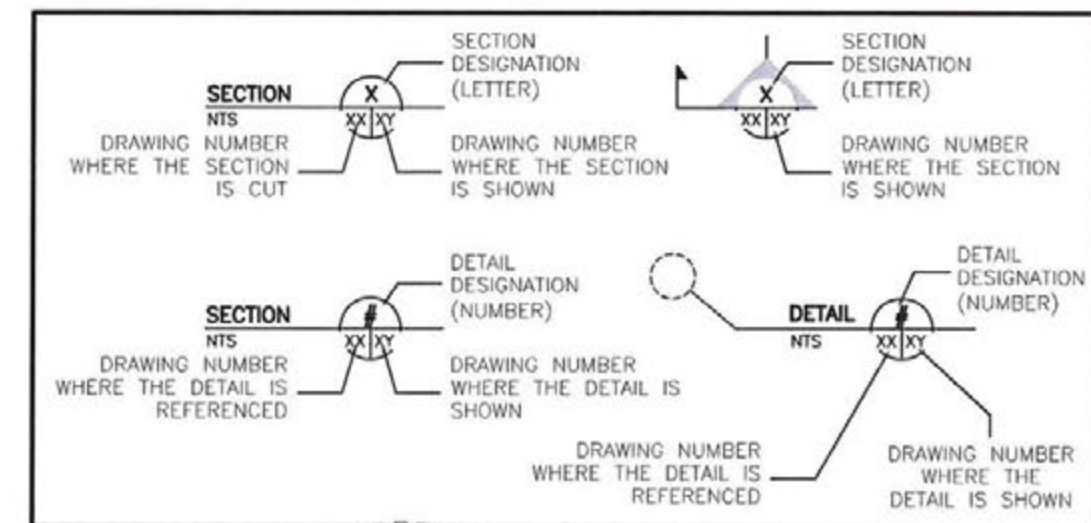 SECTION
DESIGNATION
(LETTER)
SECTION
X
NTS
XX XY
DRAWING NUMBER
WHERE THE SECTION
IS CUT
DRAWING NUMBER
WHERE THE SECTION
IS SHOWN
SECTION
DESIGNATION
(LETTER)
X
XX XY
DRAWING NUMBER
WHERE THE SECTION
IS SHOWN
DETAIL
DESIGNATION
(NUMBER)
SECTION
#
NTS
XX XY
DRAWING NUMBER
WHERE THE DETAIL IS
REFERENCED
DRAWING NUMBER
WHERE THE DETAIL IS
SHOWN
DETAIL
DESIGNATION
(NUMBER)
DETAIL
#
NTS
XX XY
DRAWING NUMBER
WHERE THE DETAIL IS
REFERENCED
DRAWING NUMBER
WHERE THE
DETAIL IS SHOWN